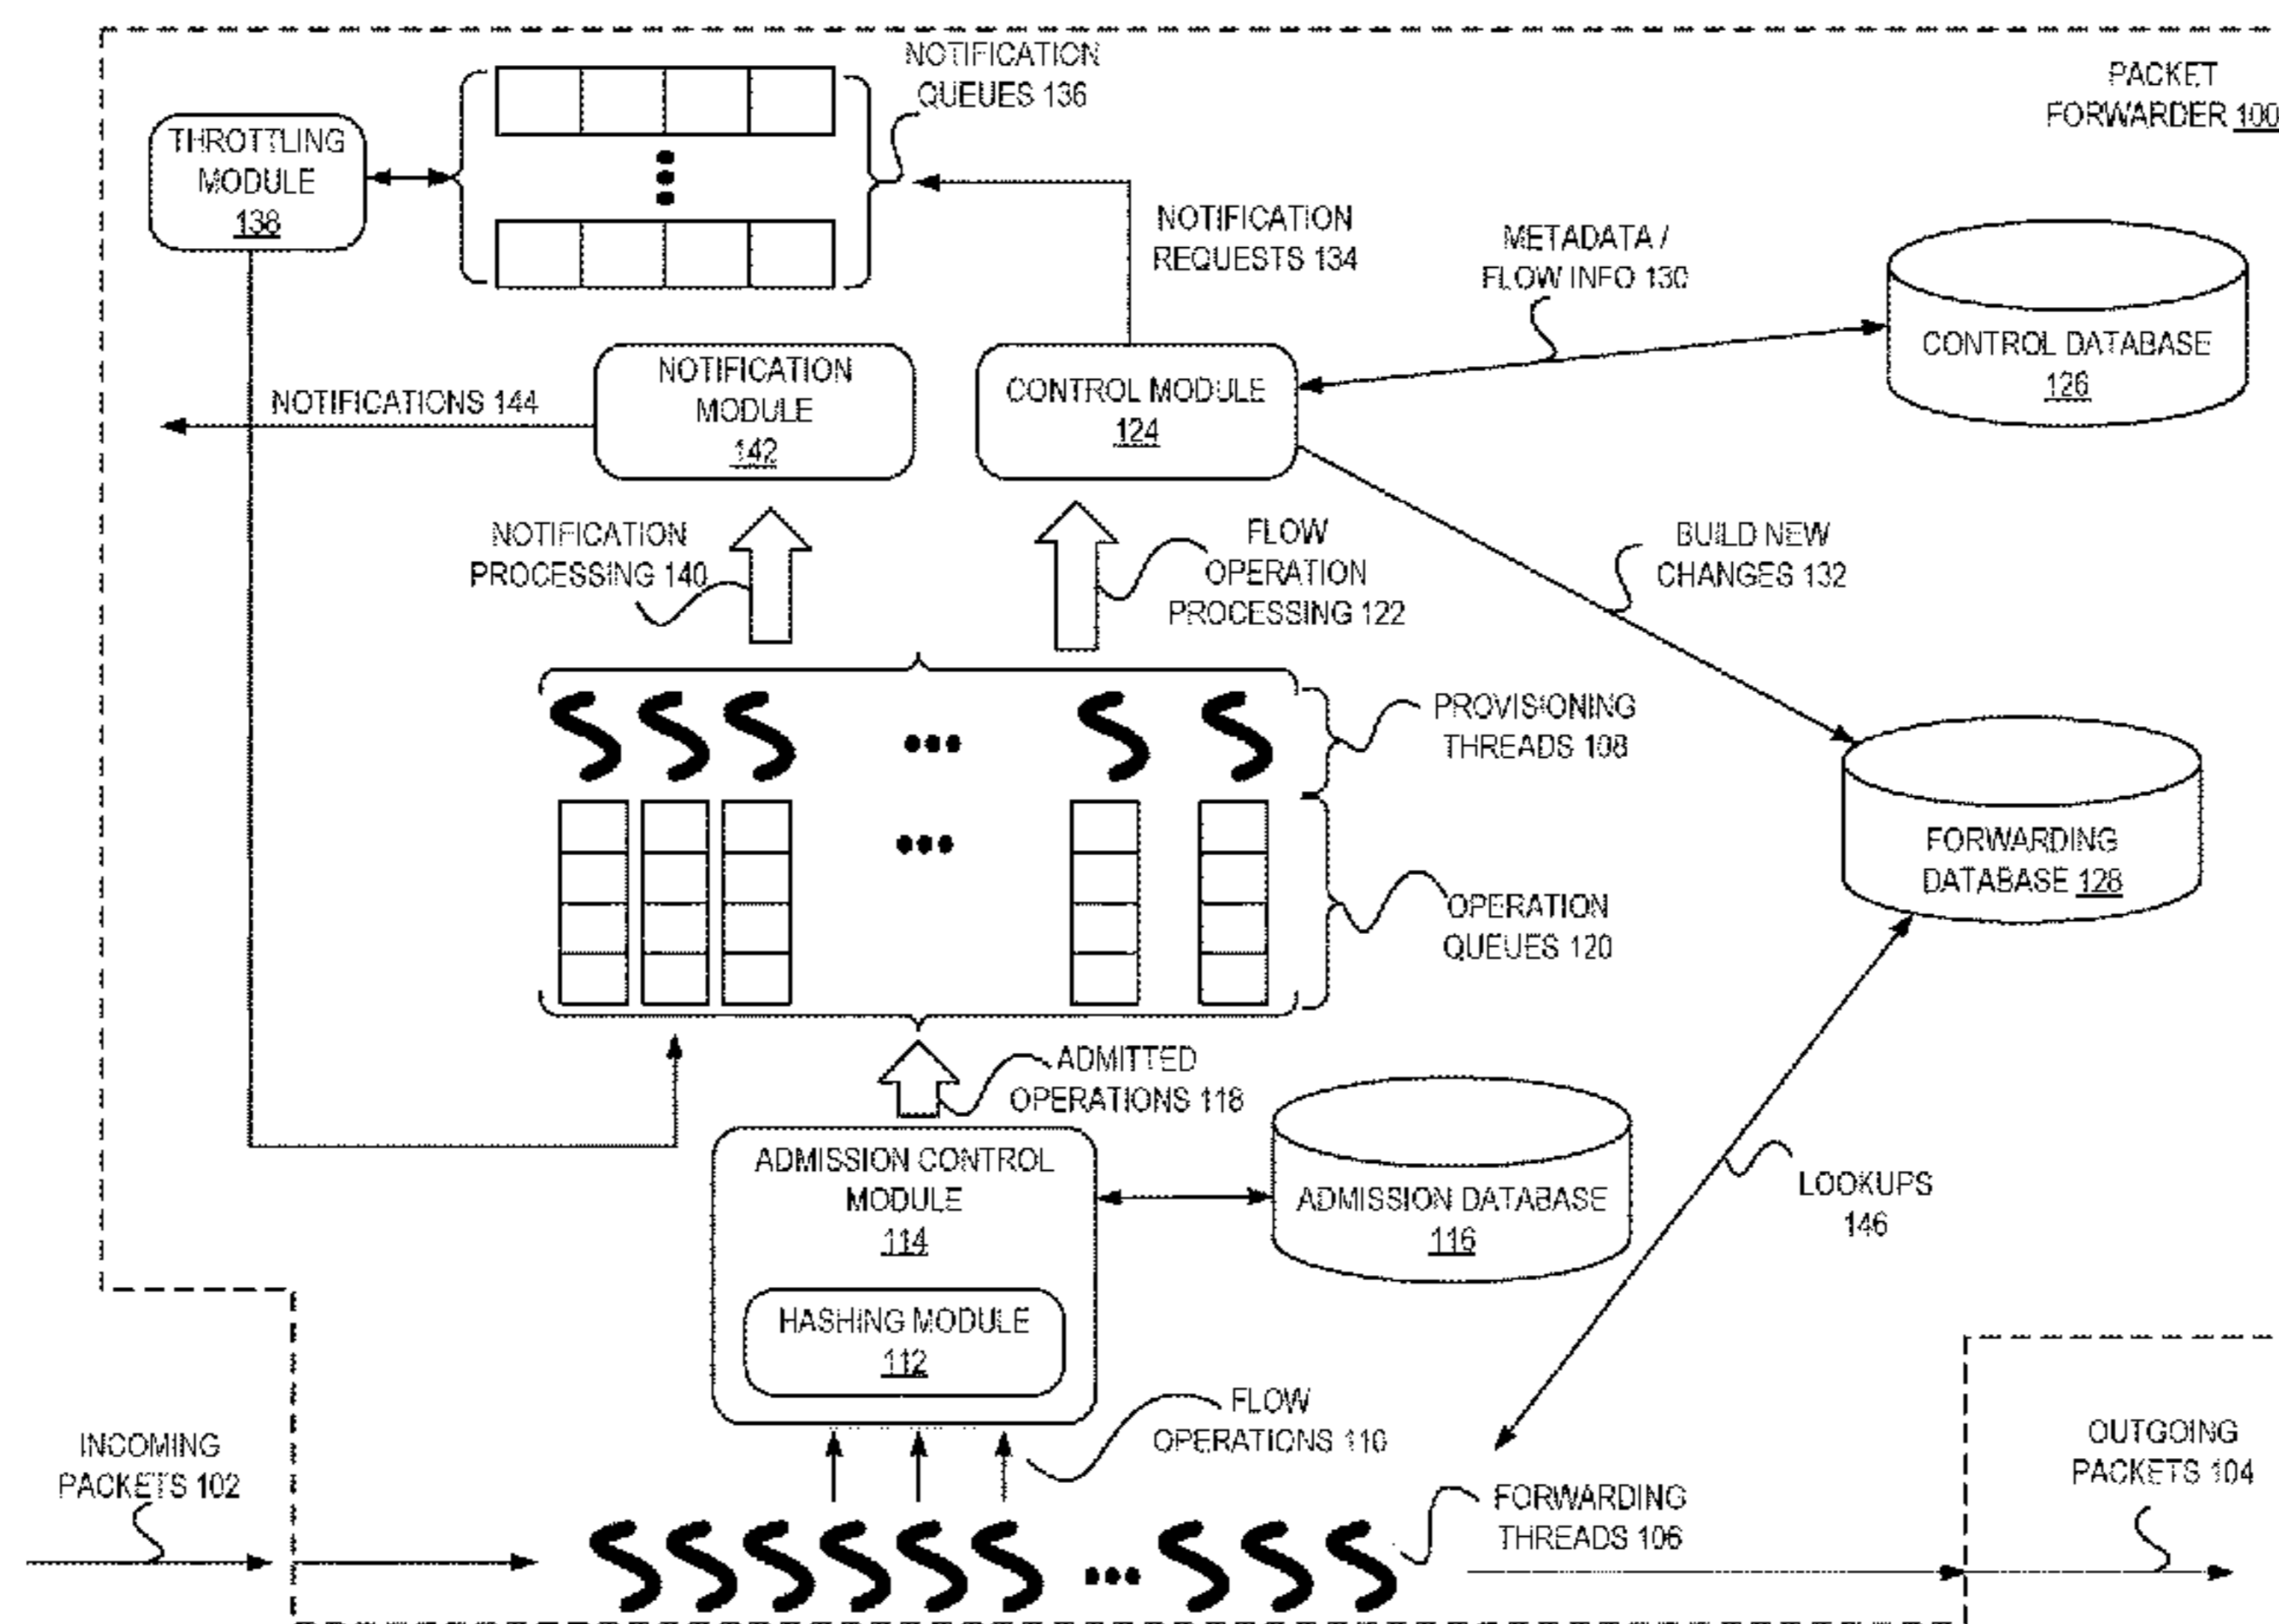 NOTIFICATION
QUEUES 136
PACKET
FORWARDER 100
THROTTLING
MODULE
138
NOTIFICATION
REQUESTS 134
METADATA /
FLOW INFO 130
CONTROL DATABASE
126
NOTIFICATIONS 144
NOTIFICATION
MODULE
142
CONTROL MODULE
124
NOTIFICATION
PROCESSING 140
FLOW
OPERATION
PROCESSING 122
BUILD NEW
CHANGES 132
PROVISIONING
THREADS 108
FORWARDING
DATABASE 128
OPERATION
QUEUES 120
ADMITTED
OPERATIONS 118
ADMISSION CONTROL
MODULE
114
ADMISSION DATABASE
116
LOOKUPS
146
HASHING MODULE
112
FLOW
OPERATIONS 110
INCOMING
PACKETS 102
FORWARDING
THREADS 106
OUTGOING
PACKETS 104